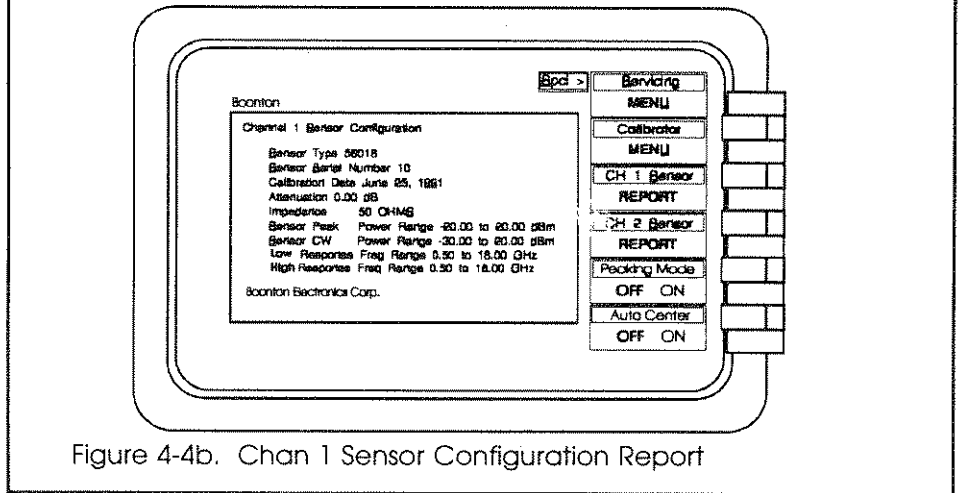 Spcl >
Servicing
MENU
Boonton
Calibrator
MENU
CH 1 Sensor
REPORT
CH 2 Sensor
REPORT
Peaking Mode
OFF ON
Auto Center
OFF ON
Channel 1 Sensor Configuration
Sensor Type 56018
Sensor Serial Number 10
Calibration Date June 25, 1991
Attenuation 0.00 dB
Impedance 50 OHMS
Sensor Peak Power Range -20.00 to 20.00 dBm
Sensor CW Power Range -30.00 to 20.00 dBm
Low Response Freq Range 0.50 to 18.00 GHz
High Response Freq Range 0.50 to 18.00 GHz
Boonton Electronics Corp.
Figure 4-4b. Chan 1 Sensor Configuration Report